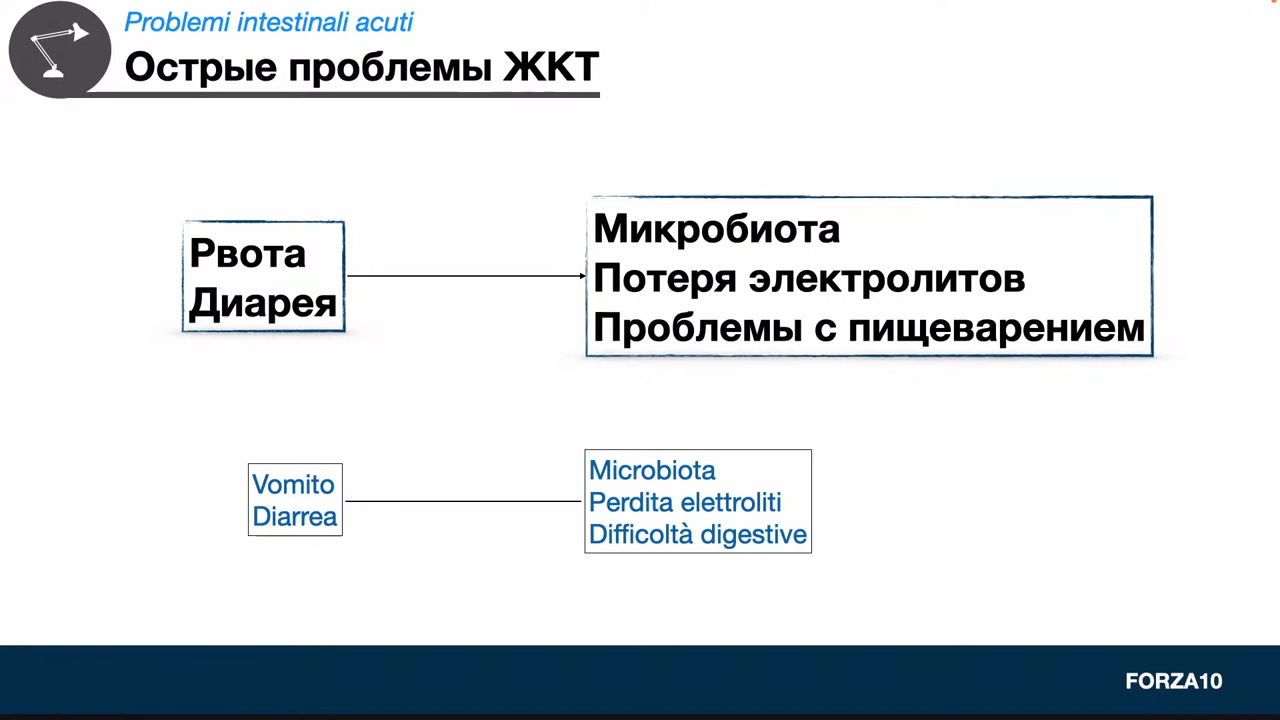 Problemi intestinali acuti
Острые проблемы ЖКТ
Рвота
Диарея
Микробиота
Потеря электролитов
Проблемы с пищеварением
Vomito
Diarrea
Microbiota
Perdita elettroliti
Difficoltà digestive
FORZA10